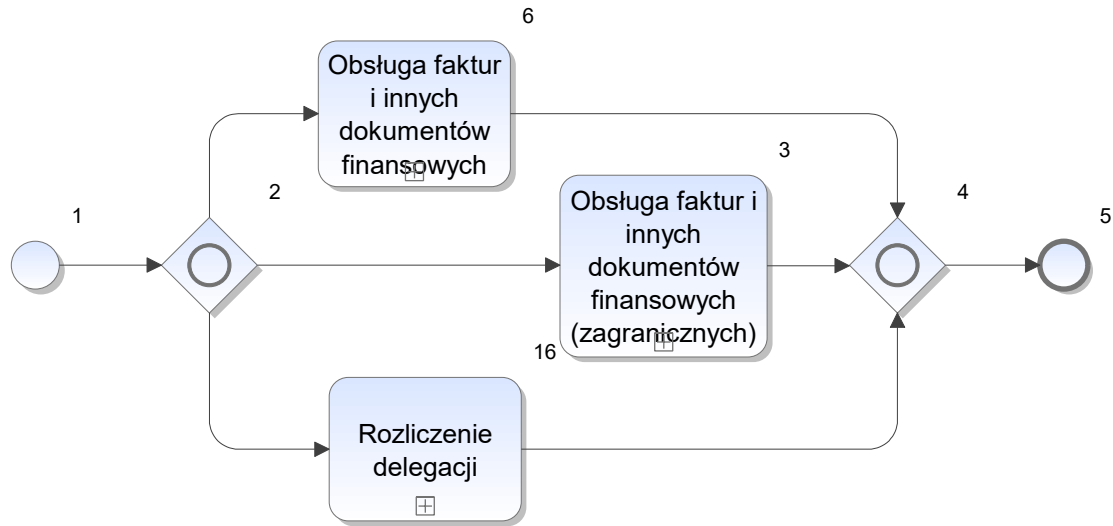 6
Obsługa faktur
i innych
dokumentów
finansowych
3
2
Obsługa faktur i
innych
dokumentów
finansowych
(zagranicznych)
1
4
5
16
Rozliczenie
delegacji